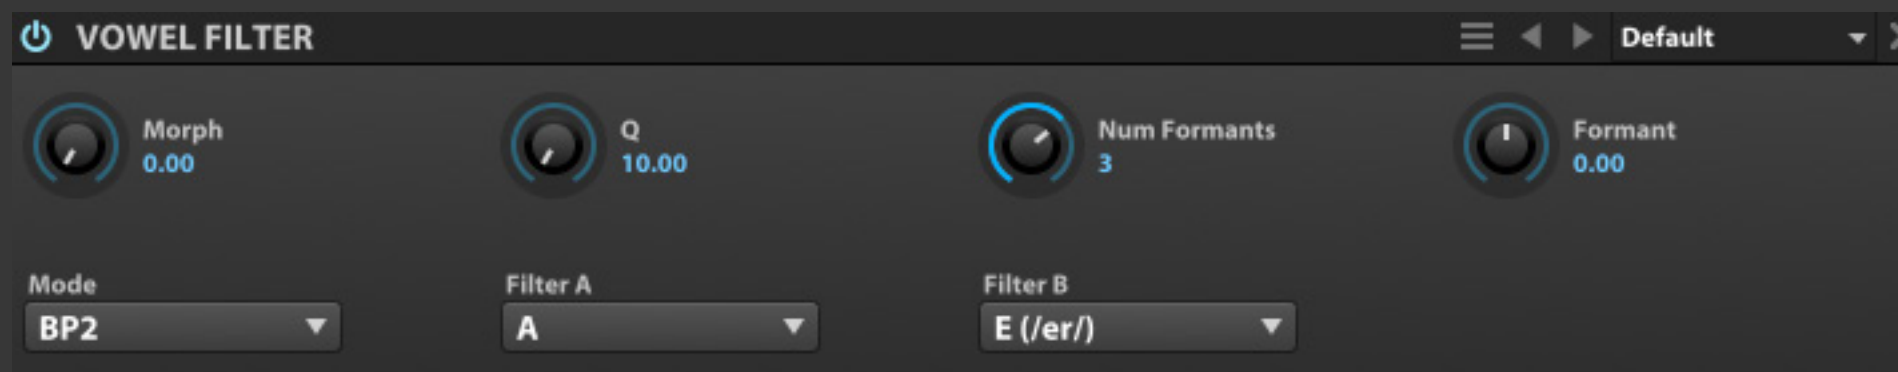 VOWEL FILTER
Default
Morph
0.00
Q
10.00
Num Formants
3
Formant
0.00
Mode
BP2
Filter A
A
Filter B
E (/er/)